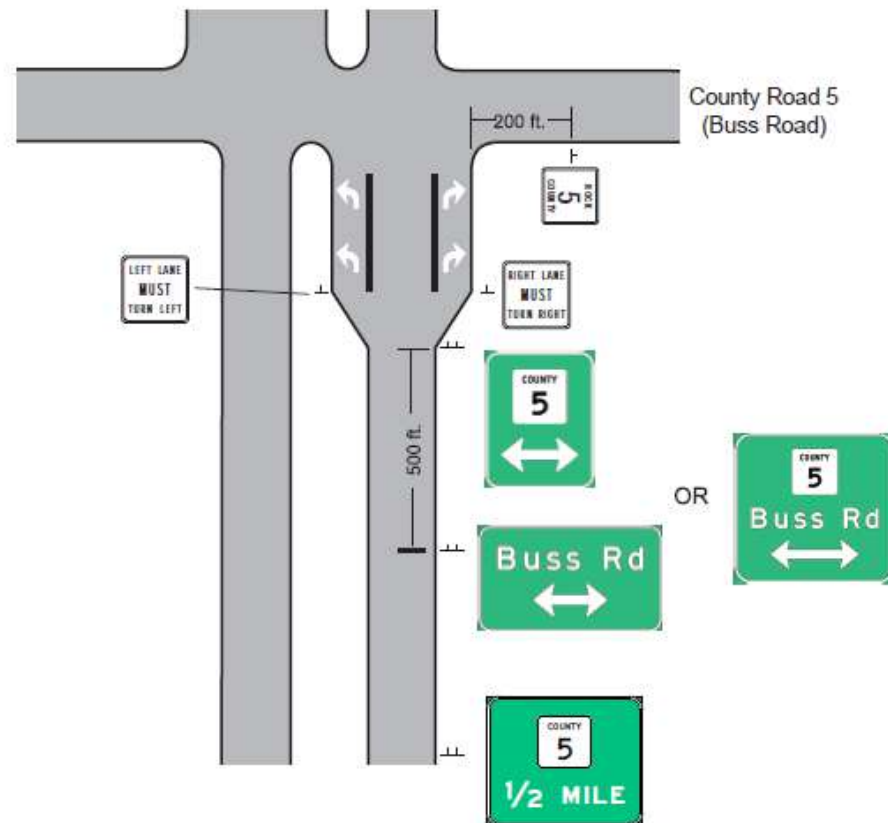 County Road 5
(Buss Road)
200 ft.
ROCK
5
COUNTY
LEFT LANE
MUST
TURN LEFT
RIGHT LANE
MUST
TURN RIGHT
500 ft.
COUNTY
5
OR
COUNTY
5
Buss Rd
Buss Rd
COUNTY
5
1/2 MILE